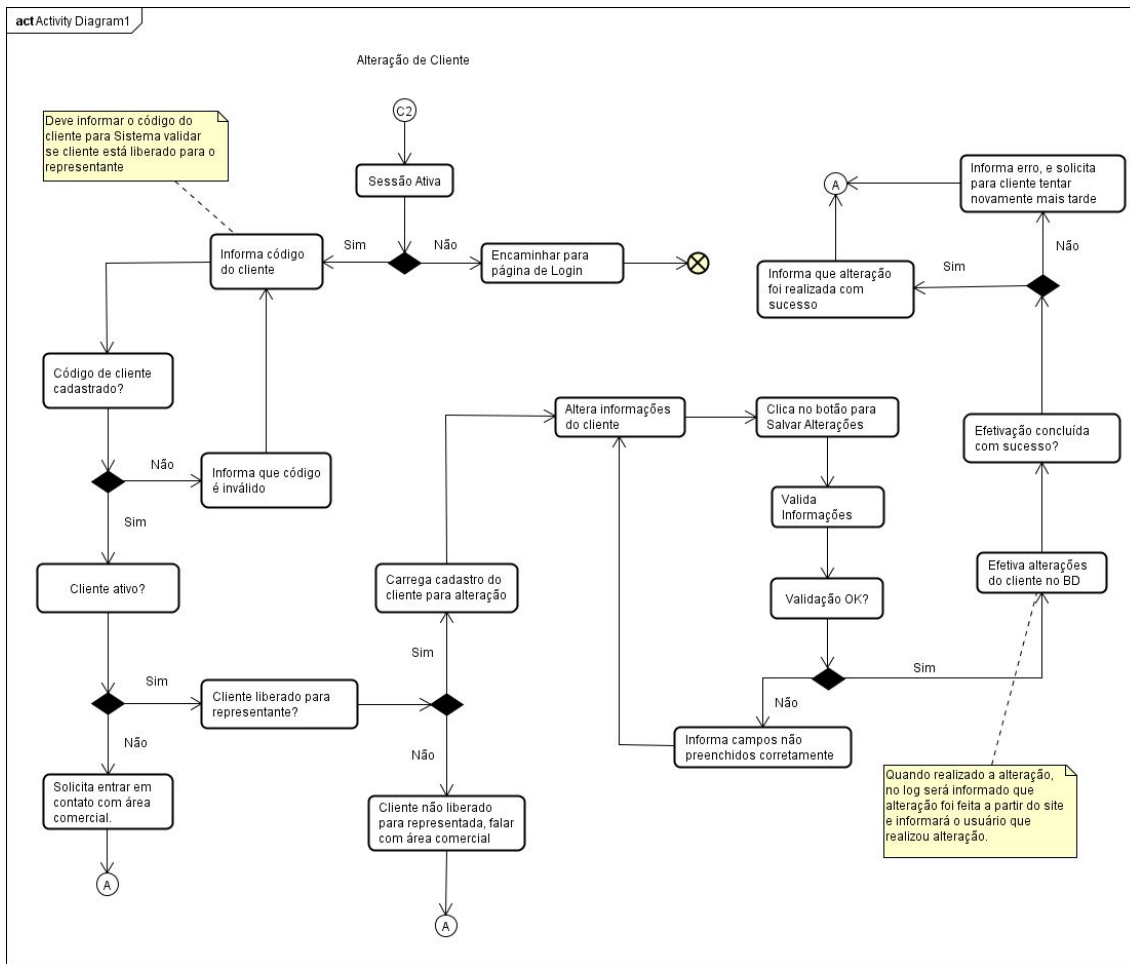 act Activity Diagram1
Alteração de Cliente
C2
Deve informar o código do
cliente para Sistema validar
se cliente está liberado para o
representante
Sessão Ativa
Sim
Não
Informa código
do cliente
Encaminhar para
página de Login
Código de cliente
cadastrado?
Não
Informa que código
é inválido
Sim
Cliente ativo?
Sim
Cliente liberado para
representante?
Não
Solicita entrar em
contato com área
comercial.
A
Sim
Carrega cadastro do
cliente para alteração
Não
Cliente não liberado
para representada, falar
com área comercial
A
Altera informações
do cliente
Clica no botão para
Salvar Alterações
Valida
Informações
Validação OK?
Sim
Não
Informa campos não
preenchidos corretamente
Efetiva alterações
do cliente no BD
Quando realizado a alteração,
no log será informado que
alteração foi feita a partir do site
e informará o usuário que
realizou alteração.
Efetivação concluída
com sucesso?
Sim
Não
Informa que alteração
foi realizada com
sucesso
Informa erro, e solicita
para cliente tentar
novamente mais tarde
A